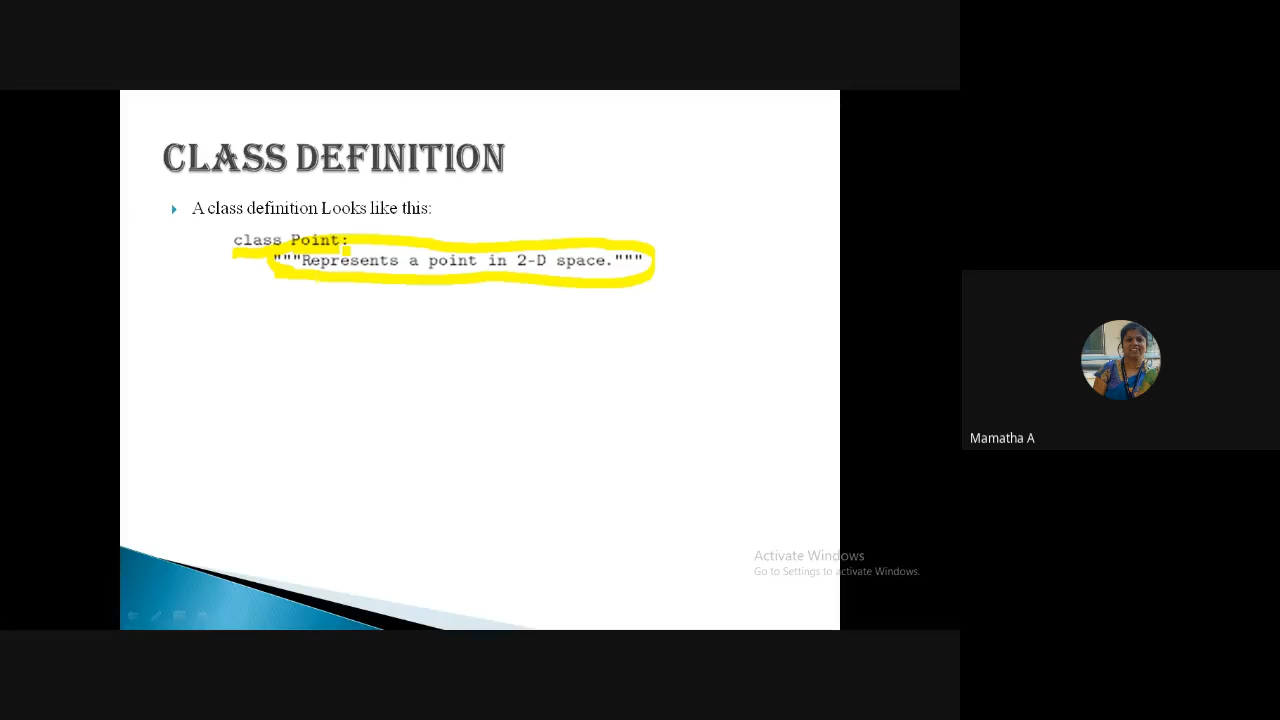 CLASS DEFINITION
A class definition Looks like this:
class Point:
"""Represents a point in 2-D space."""
Mamatha A
Activate Windows
Go to Settings to activate Windows.